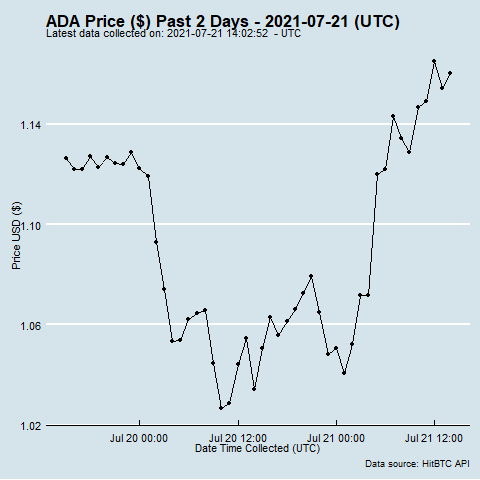 ADA Price ($) Past 2 Days - 2021-07-21 (UTC)
Latest data collected on: 2021-07-21 14:02:52 - UTC
1.14
1.10
1.06
1.02
Price USD ($)
Jul 20 00:00
Jul 20 12:00
Jul 21 00:00
Jul 21 12:00
Date Time Collected (UTC)
Data source: HitBTC API